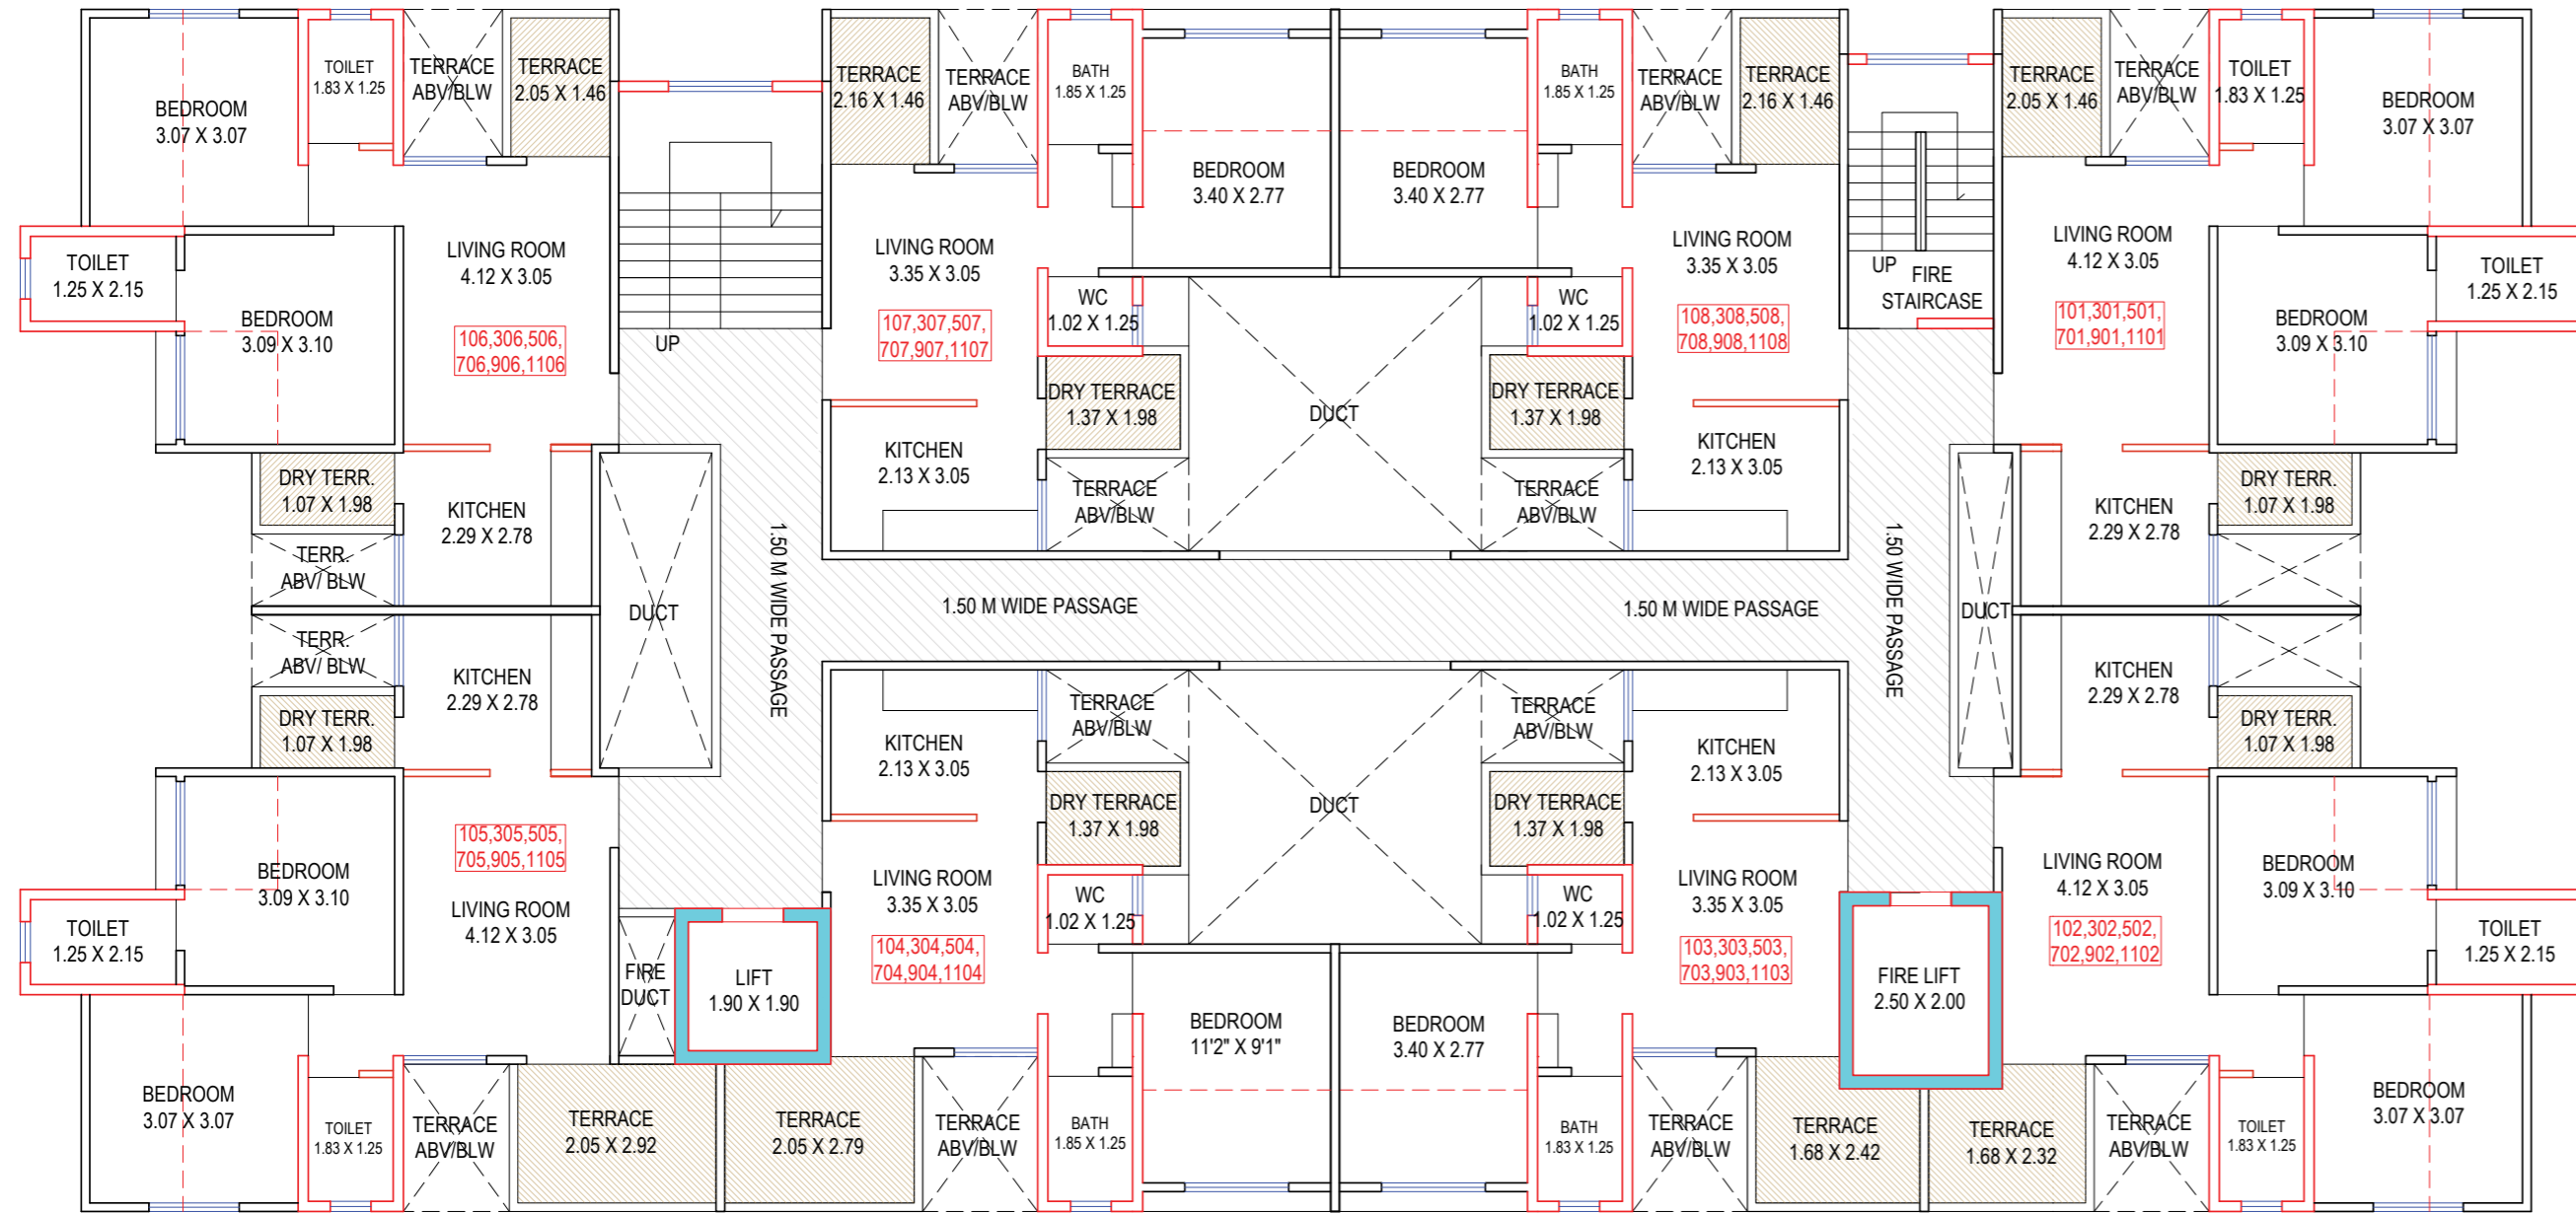 BEDROOM
3.07 X 3.07
TOILET
1.83 X 1.25
TERRACE
ABV/BLW
TERRACE
2.05 X 1.46
TOILET
1.25 X 2.15
BEDROOM
3.09 X 3.10
LIVING ROOM
4.12 X 3.05
106,306,506,
706,906,1106
UP
DRY TERR.
1.07 X 1.98
KITCHEN
2.29 X 2.78
TERR.
ABV/ BLW
TERRACE
2.16 X 1.46
TERRACE
ABV/BLW
BATH
1.85 X 1.25
BEDROOM
3.40 X 2.77
LIVING ROOM
3.35 X 3.05
107,307,507,
707,907,1107
WC
1.02 X 1.25
DRY TERRACE
1.37 X 1.98
KITCHEN
2.13 X 3.05
TERRACE
ABV/BLW
DUCT
BEDROOM
3.40 X 2.77
BATH
1.85 X 1.25
TERRACE
ABV/BLW
TERRACE
2.16 X 1.46
LIVING ROOM
3.35 X 3.05
108,308,508,
708,908,1108
WC
1.02 X 1.25
DRY TERRACE
1.37 X 1.98
KITCHEN
2.13 X 3.05
TERRACE
ABV/BLW
UP
FIRE
STAIRCASE
TERRACE
2.05 X 1.46
TERRACE
ABV/BLW
TOILET
1.83 X 1.25
BEDROOM
3.07 X 3.07
LIVING ROOM
4.12 X 3.05
101,301,501,
701,901,1101
BEDROOM
3.09 X 3.10
TOILET
1.25 X 2.15
KITCHEN
2.29 X 2.78
DRY TERR.
1.07 X 1.98
DUCT
1.50 M WIDE PASSAGE
1.50 M WIDE PASSAGE
1.50 M WIDE PASSAGE
1.50 WIDE PASSAGE
DUCT
TERR.
ABV/ BLW
DRY TERR.
1.07 X 1.98
KITCHEN
2.29 X 2.78
105,305,505,
705,905,1105
BEDROOM
3.09 X 3.10
LIVING ROOM
4.12 X 3.05
TOILET
1.25 X 2.15
BEDROOM
3.07 X 3.07
TOILET
1.83 X 1.25
TERRACE
ABV/BLW
TERRACE
2.05 X 2.92
FIRE
DUCT
LIFT
1.90 X 1.90
KITCHEN
2.13 X 3.05
TERRACE
ABV/BLW
DRY TERRACE
1.37 X 1.98
LIVING ROOM
3.35 X 3.05
104,304,504,
704,904,1104
WC
1.02 X 1.25
TERRACE
2.05 X 2.79
TERRACE
ABV/BLW
BATH
1.85 X 1.25
BEDROOM
11'2" X 9'1"
DUCT
TERRACE
ABV/BLW
KITCHEN
2.13 X 3.05
DRY TERRACE
1.37 X 1.98
WC
1.02 X 1.25
LIVING ROOM
3.35 X 3.05
103,303,503,
703,903,1103
BEDROOM
3.40 X 2.77
BATH
1.83 X 1.25
TERRACE
ABV/BLW
TERRACE
1.68 X 2.42
FIRE LIFT
2.50 X 2.00
KITCHEN
2.29 X 2.78
DRY TERR.
1.07 X 1.98
LIVING ROOM
4.12 X 3.05
102,302,502,
702,902,1102
BEDROOM
3.09 X 3.10
TOILET
1.25 X 2.15
TERRACE
1.68 X 2.32
TERRACE
ABV/BLW
TOILET
1.83 X 1.25
BEDROOM
3.07 X 3.07